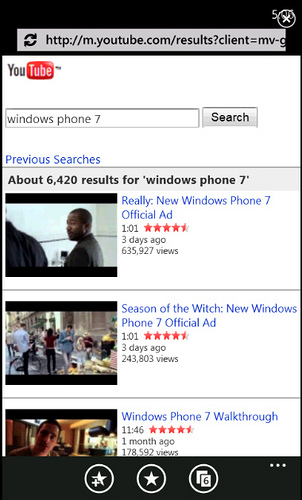 http://m.youtube.com/results?client=mv-g
YouTube™
windows phone 7
Search
Previous Searches
About 6,420 results for 'windows phone 7'
Really: New Windows Phone 7
Official Ad
1:01
3 days ago
635,927 views
Season of the Witch: New Windows
Phone 7 Official Ad
1:01
3 days ago
243,803 views
Windows Phone 7 Walkthrough
11:46
1 month ago
178,592 views
6